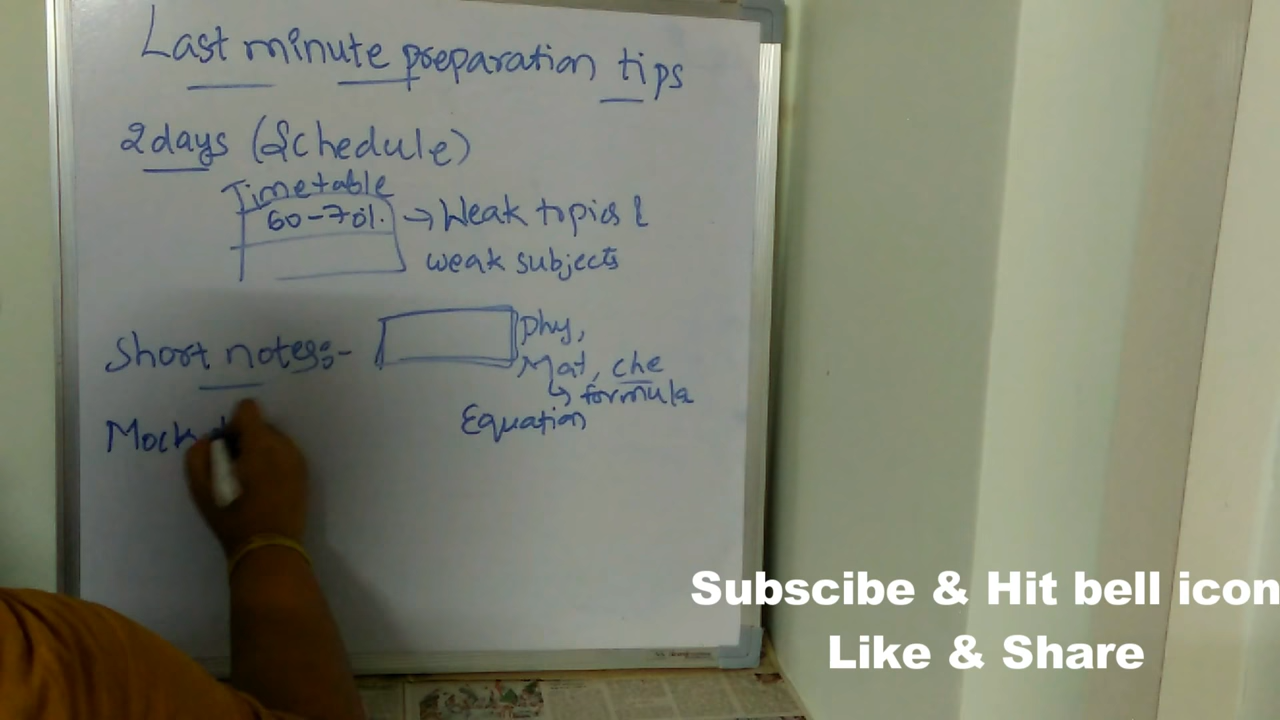 Last minute preparation tips
2days (Schedule)
Timetable
60-70%. → Weak topics &
weak subjects
Short notes:- Phy,
Mat, che
↳ formula
Equation
Mock
Subscibe & Hit bell icon
Like & Share